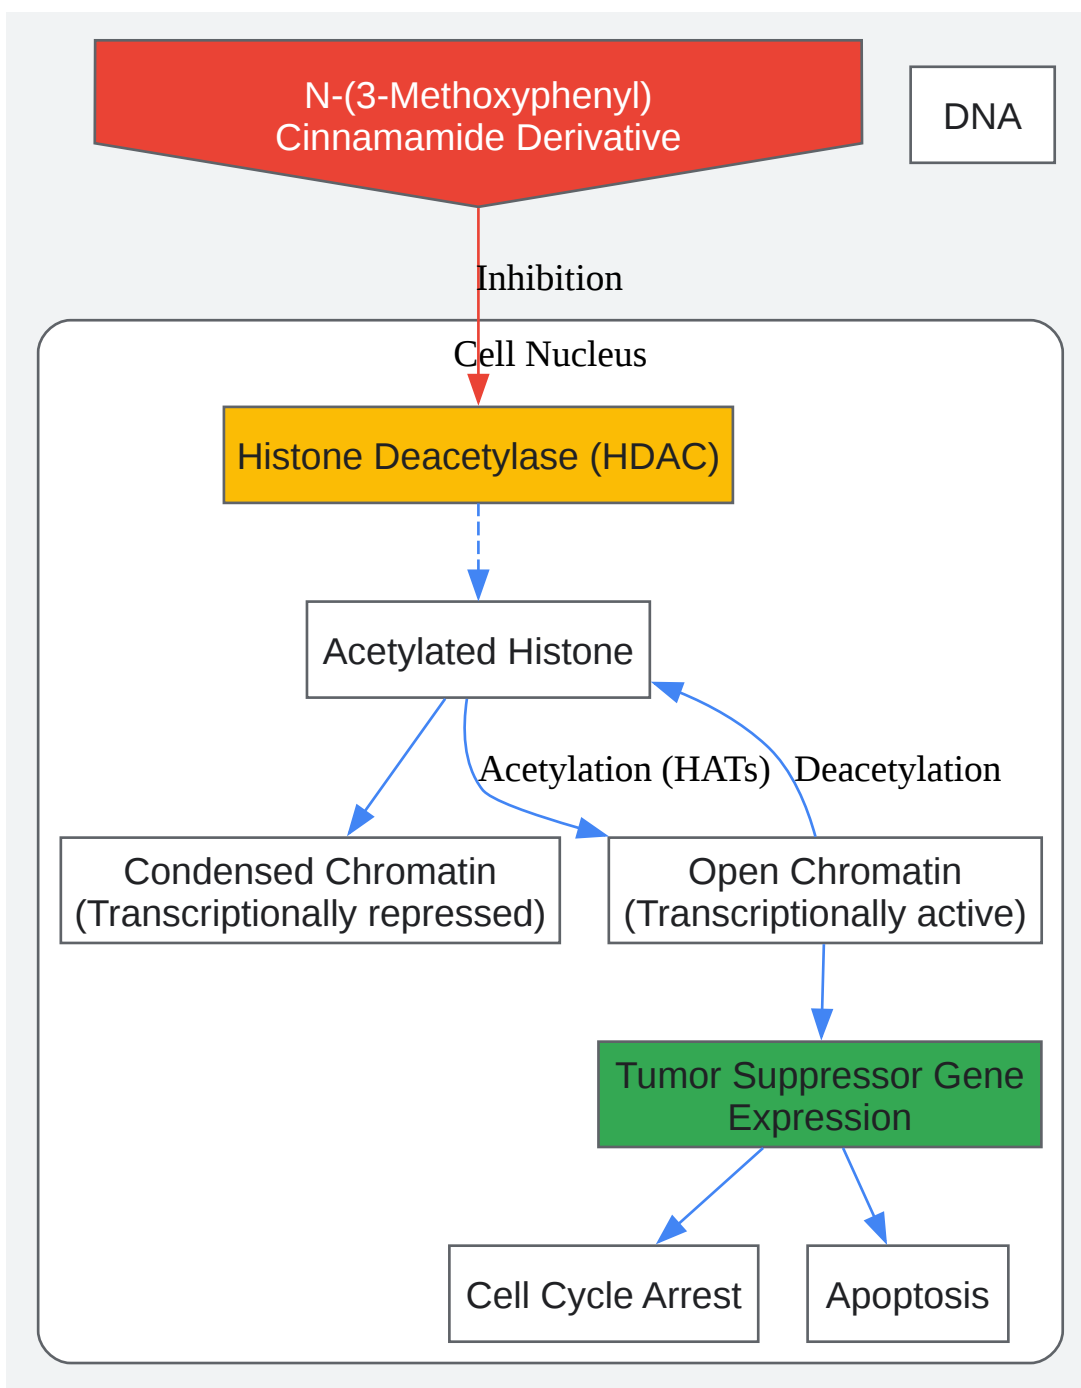 N-(3-Methoxyphenyl)
Cinnamamide Derivative
DNA
Inhibition
Cell Nucleus
Histone Deacetylase (HDAC)
Acetylated Histone
Acetylation (HATs)
Deacetylation
Condensed Chromatin
(Transcriptionally repressed)
Open Chromatin
(Transcriptionally active)
Tumor Suppressor Gene
Expression
Cell Cycle Arrest
Apoptosis